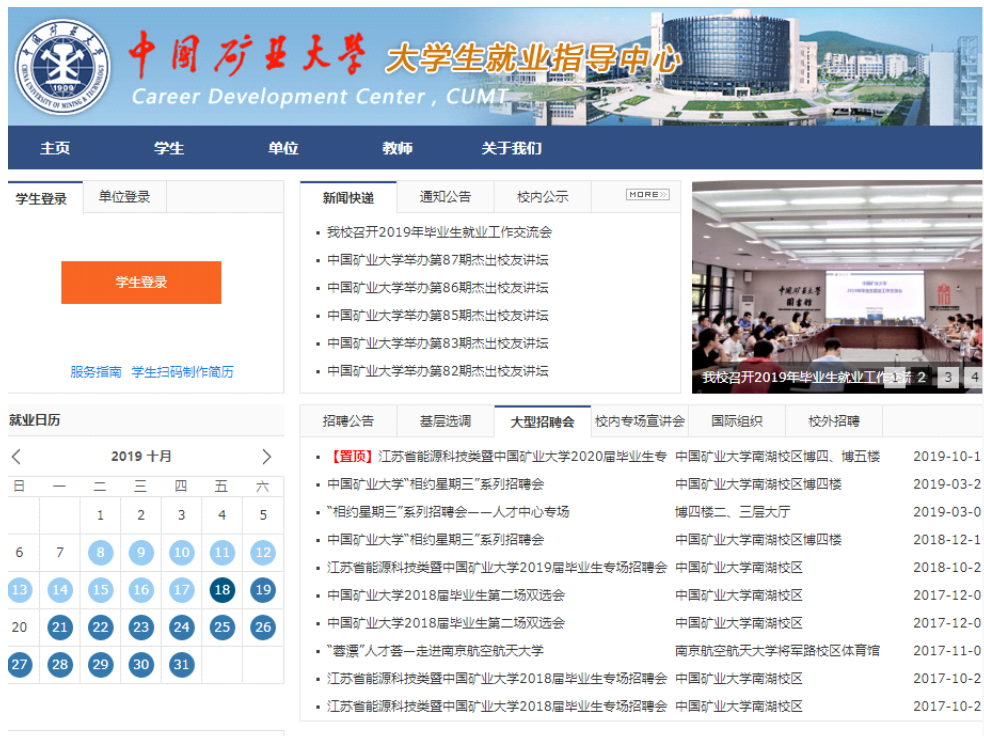 中国矿业大学 大学生就业指导中心
Career Development Center , CUMT
CHINA UNIVERSITY OF MINING & TECHNOLOGY
1909
主页 学生 单位 教师 关于我们
学生登录 单位登录
学生登录
服务指南 学生扫码制作简历
新闻快递 通知公告 校内公示 MORE
我校召开2019年毕业生就业工作交流会
中国矿业大学举办第87期杰出校友讲坛
中国矿业大学举办第86期杰出校友讲坛
中国矿业大学举办第85期杰出校友讲坛
中国矿业大学举办第83期杰出校友讲坛
中国矿业大学举办第82期杰出校友讲坛
中国矿业大学
图书馆
我校召开2019年毕业生就业工作交流 2 3 4
就业日历
2019 十月
日 一 二 三 四 五 六
1 2 3 4 5
6 7 8 9 10 11 12
13 14 15 16 17 18 19
20 21 22 23 24 25 26
27 28 29 30 31
招聘公告 基层选调 大型招聘会 校内专场宣讲会 国际组织 校外招聘
【置顶】江苏省能源科技类暨中国矿业大学2020届毕业生专 中国矿业大学南湖校区博四、博五楼 2019-10-1
中国矿业大学“相约星期三”系列招聘会 中国矿业大学南湖校区博四楼 2019-03-2
“相约星期三”系列招聘会——人才中心专场 博四楼二、三层大厅 2019-03-0
中国矿业大学“相约星期三”系列招聘会 中国矿业大学南湖校区博四楼 2018-12-1
江苏省能源科技类暨中国矿业大学2019届毕业生专场招聘会 中国矿业大学南湖校区 2018-10-2
中国矿业大学2018届毕业生第二场双选会 中国矿业大学南湖校区 2017-12-0
中国矿业大学2018届毕业生第二场双选会 中国矿业大学南湖校区 2017-12-0
“蓉漂”人才荟—走进南京航空航天大学 南京航空航天大学将军路校区体育馆 2017-11-0
江苏省能源科技类暨中国矿业大学2018届毕业生专场招聘会 中国矿业大学南湖校区 2017-10-2
江苏省能源科技类暨中国矿业大学2018届毕业生专场招聘会 中国矿业大学南湖校区 2017-10-2